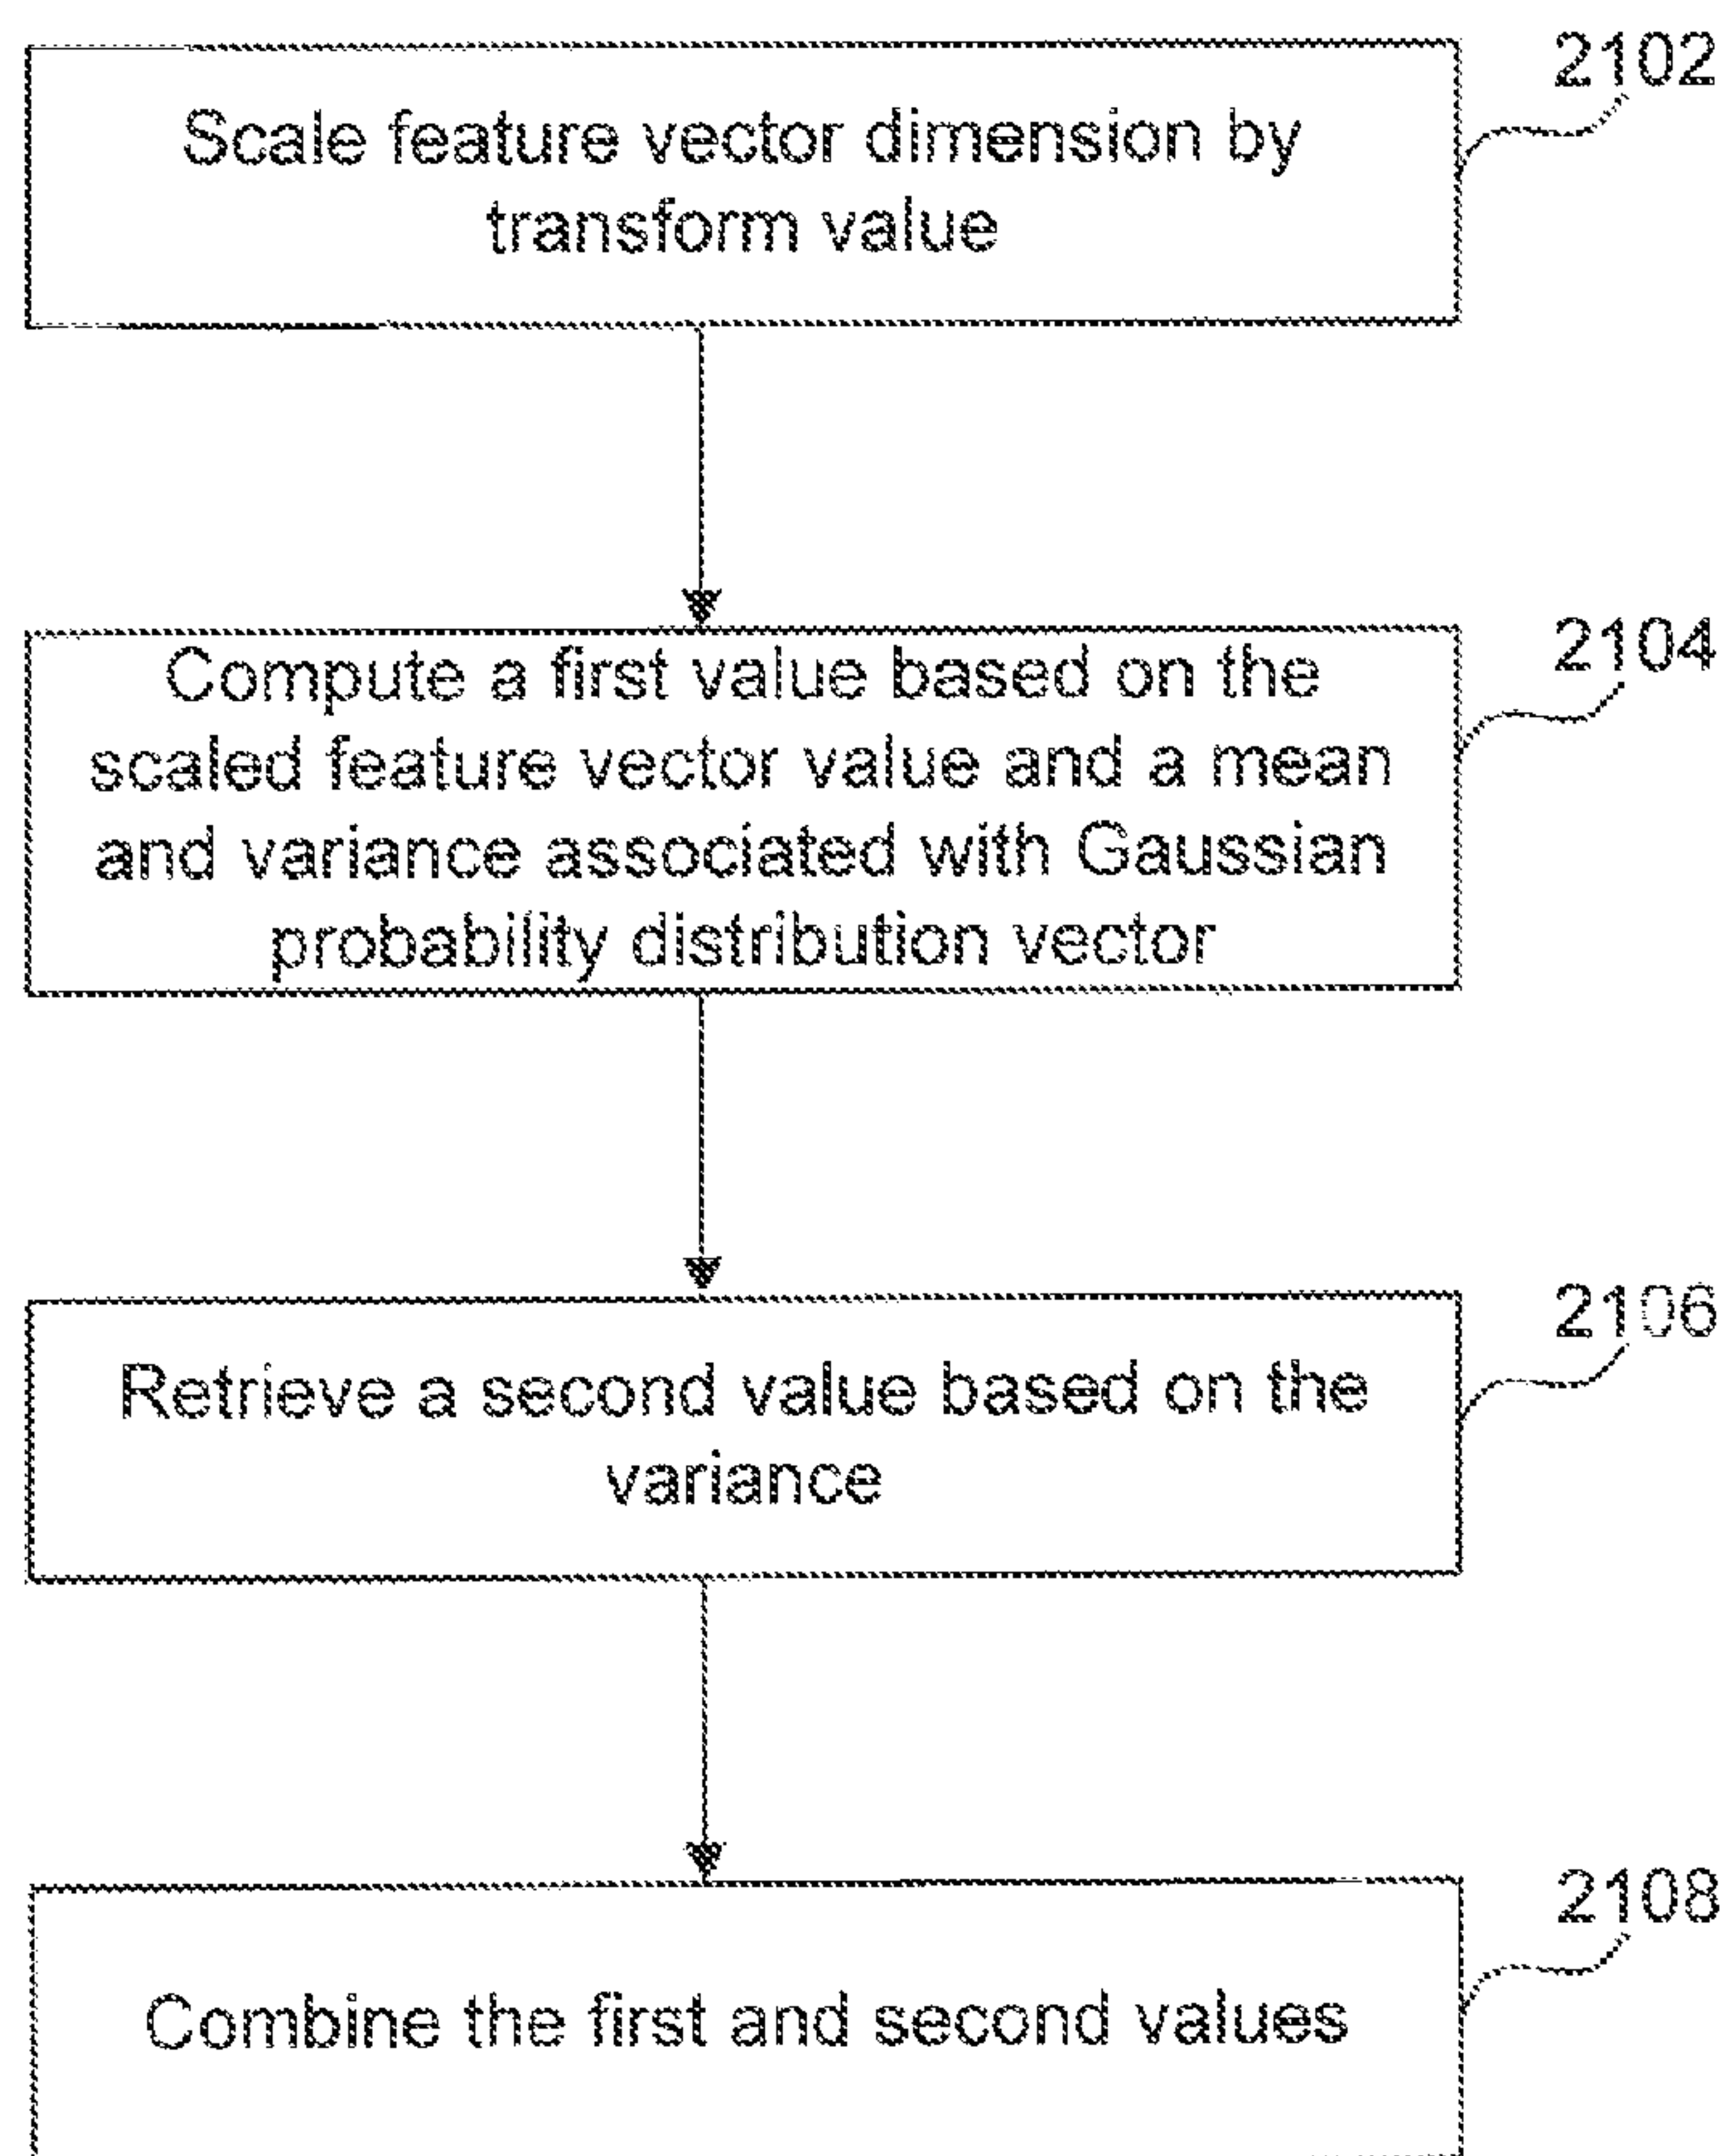 2102
Scale feature vector dimension by
transform value
2104
Compute a first value based on the
scaled feature vector value and a mean
and variance associated with Gaussian
probability distribution vector
2106
Retrieve a second value based on the
variance
2108
Combine the first and second values